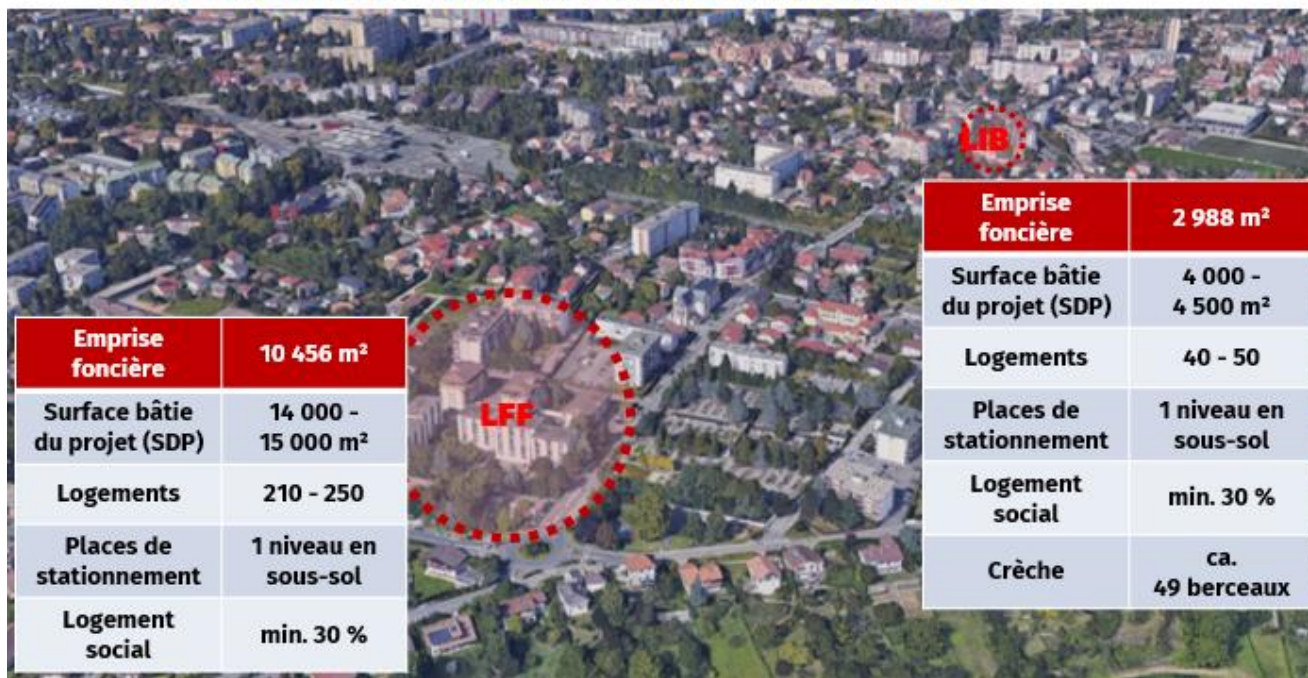 LIB
Emprise
foncière
2 988 m²
Surface bâtie
du projet (SDP)
4 000 -
4 500 m²
Logements
40 - 50
Places de
stationnement
1 niveau en
sous-sol
Logement
social
min. 30 %
Crèche
ca.
49 berceaux
LFF
Emprise
foncière
10 456 m²
Surface bâtie
du projet (SDP)
14 000 -
15 000 m²
Logements
210 - 250
Places de
stationnement
1 niveau en
sous-sol
Logement
social
min. 30 %